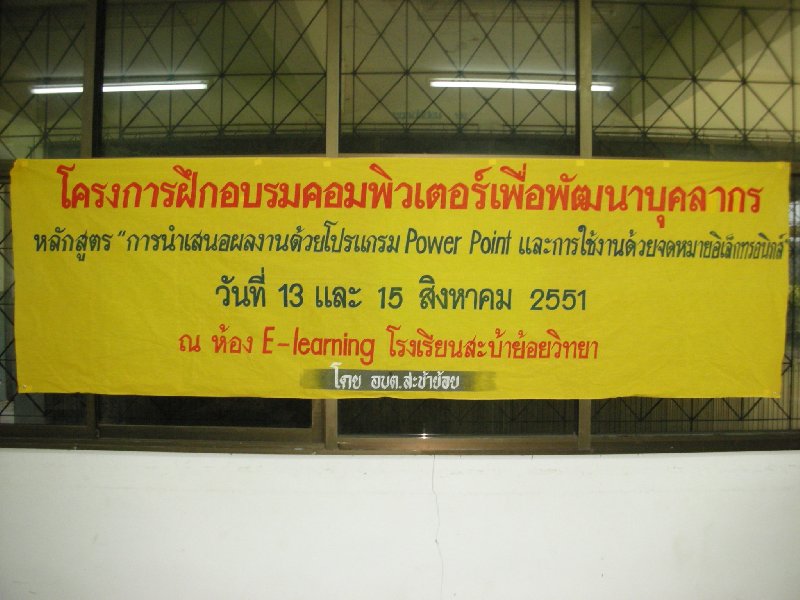 โครงการฝึกอบรมคอมพิวเตอร์เพื่อพัฒนาบุคลากร
หลักสูตร "การนำเสนอผลงานด้วยโปรแกรม Power Point และการใช้งานด้วยจดหมายอิเล็กทรอนิกส์"
วันที่ 13 และ 15 สิงหาคม 2551
ณ ห้อง E-learning โรงเรียนสะบ้าย้อยวิทยา
โดย อบต.สะบ้าย้อย